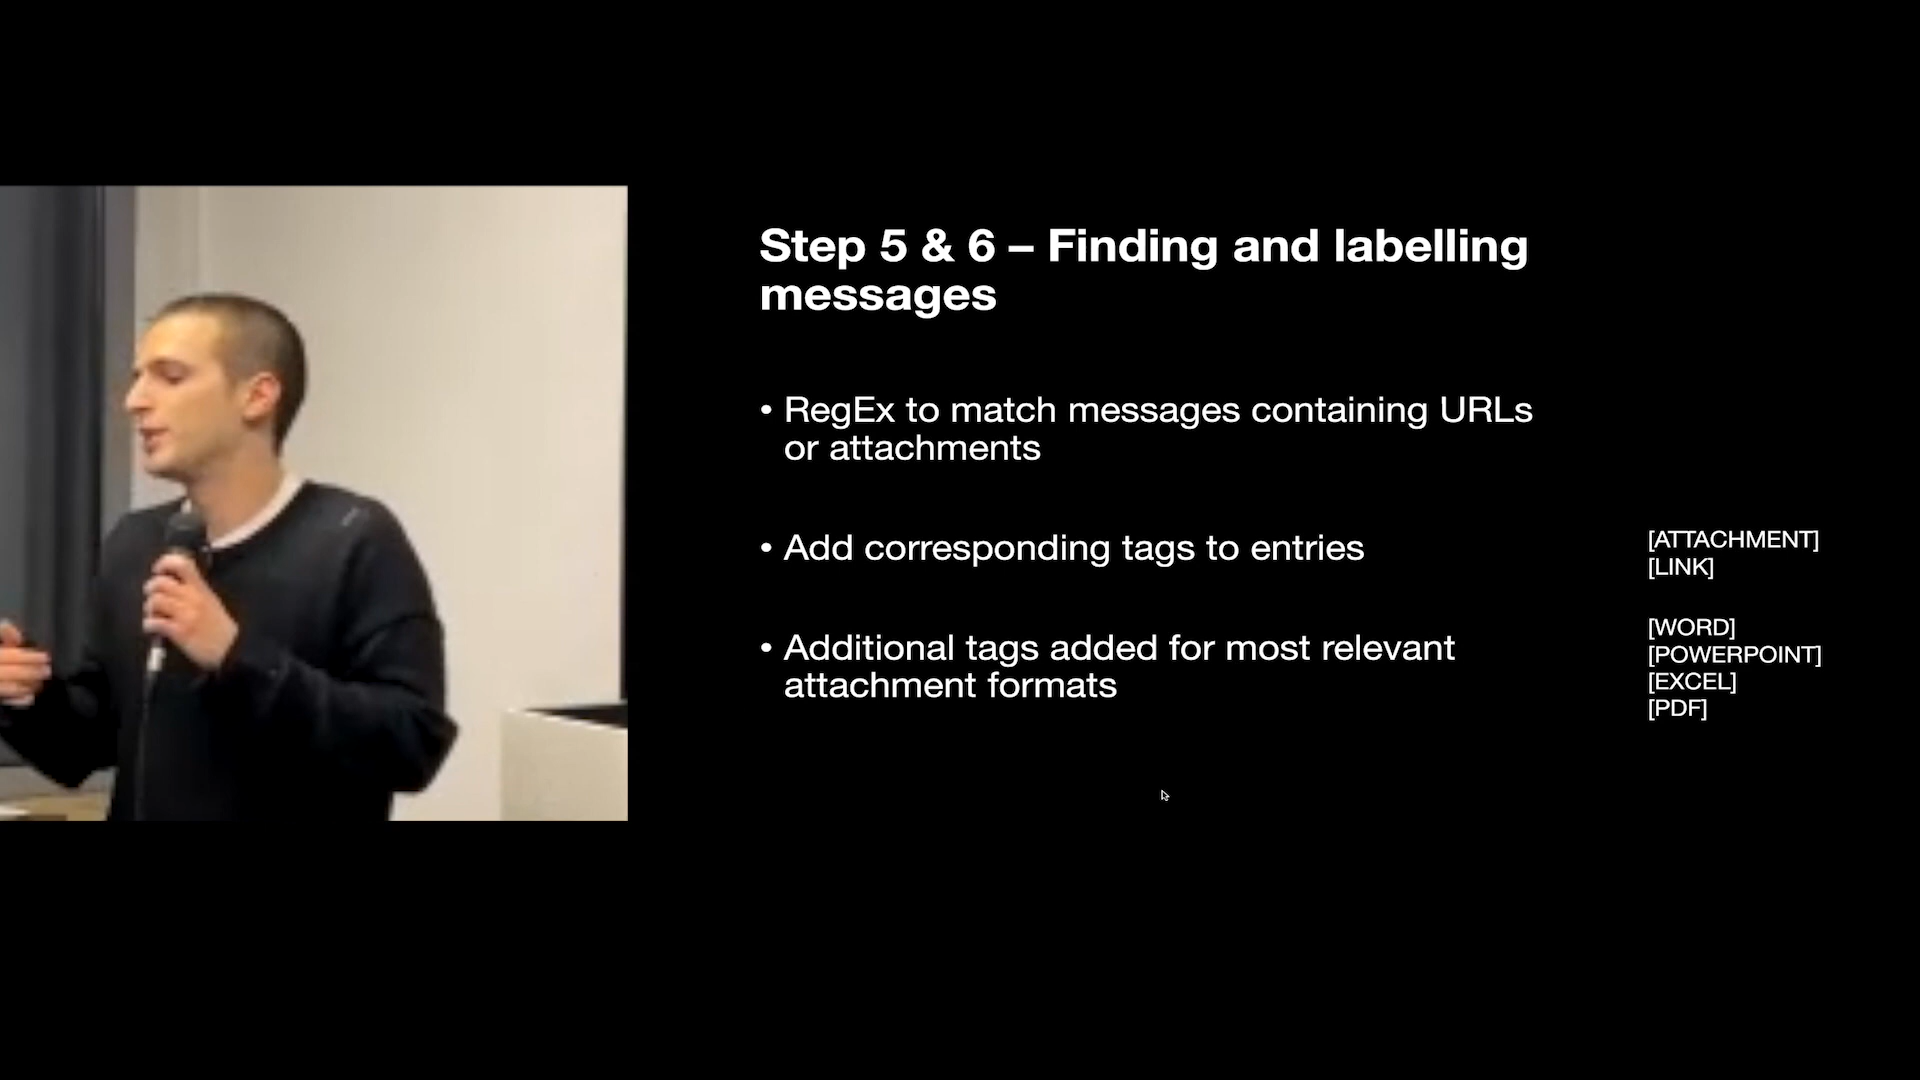 Step 5 & 6 – Finding and labelling
messages
• RegEx to match messages containing URLs
or attachments
• Add corresponding tags to entries
[ATTACHMENT]
[LINK]
• Additional tags added for most relevant
attachment formats
[WORD]
[POWERPOINT]
[EXCEL]
[PDF]